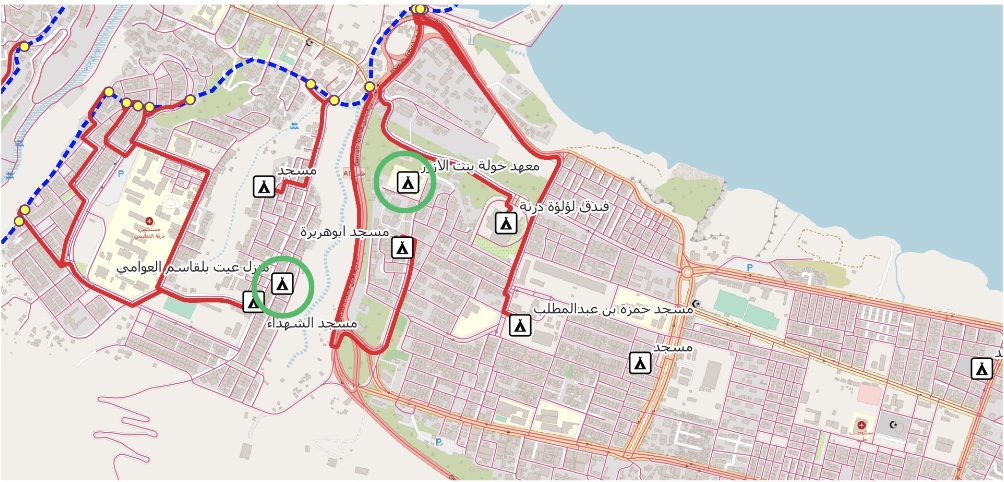 معهد خولة بنت الأزور
مسجد
فندق لؤلؤة درنة
مسجد ابوهريرة
منزل عيت بلقاسم العوامي
مسجد حمزة بن عبدالمطلب
مسجد الشهداء
مسجد
P
P
P